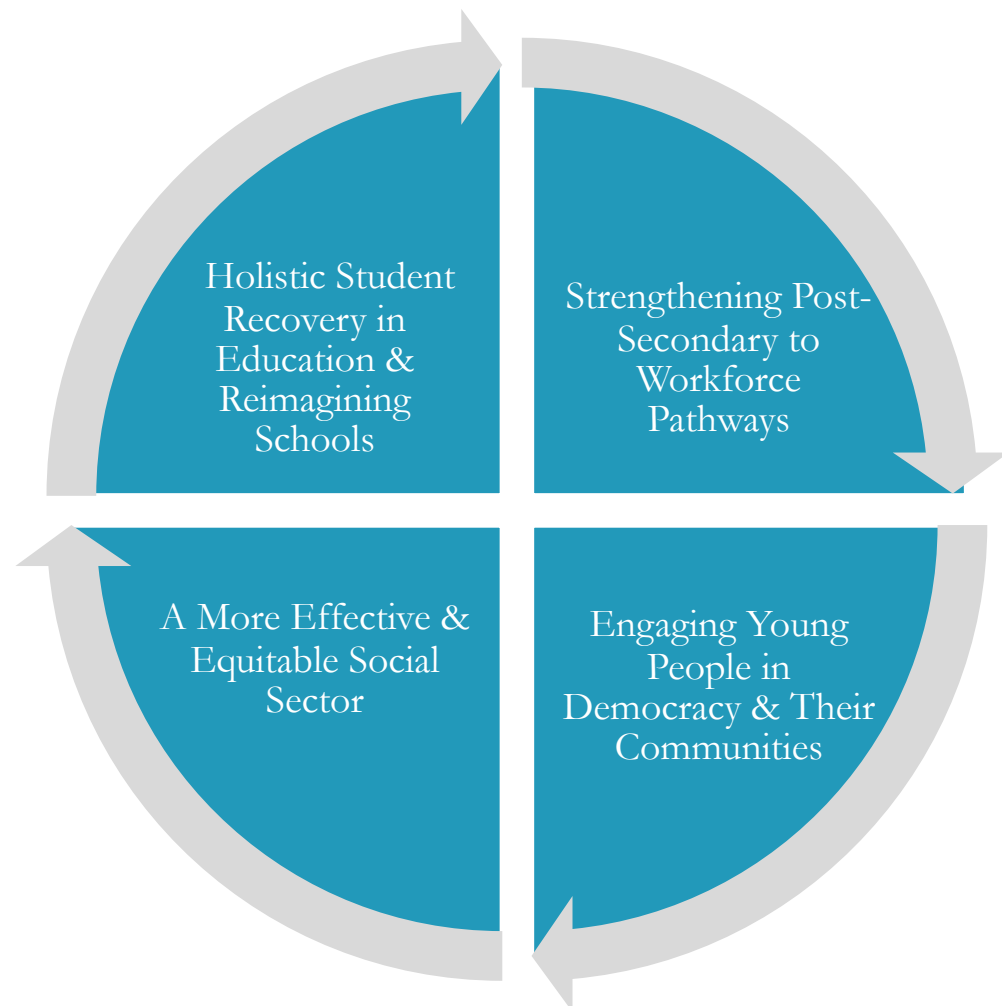 Holistic Student
Recovery in
Education &
Reimagining
Schools
Strengthening Post-
Secondary to
Workforce
Pathways
A More Effective &
Equitable Social
Sector
Engaging Young
People in
Democracy & Their
Communities